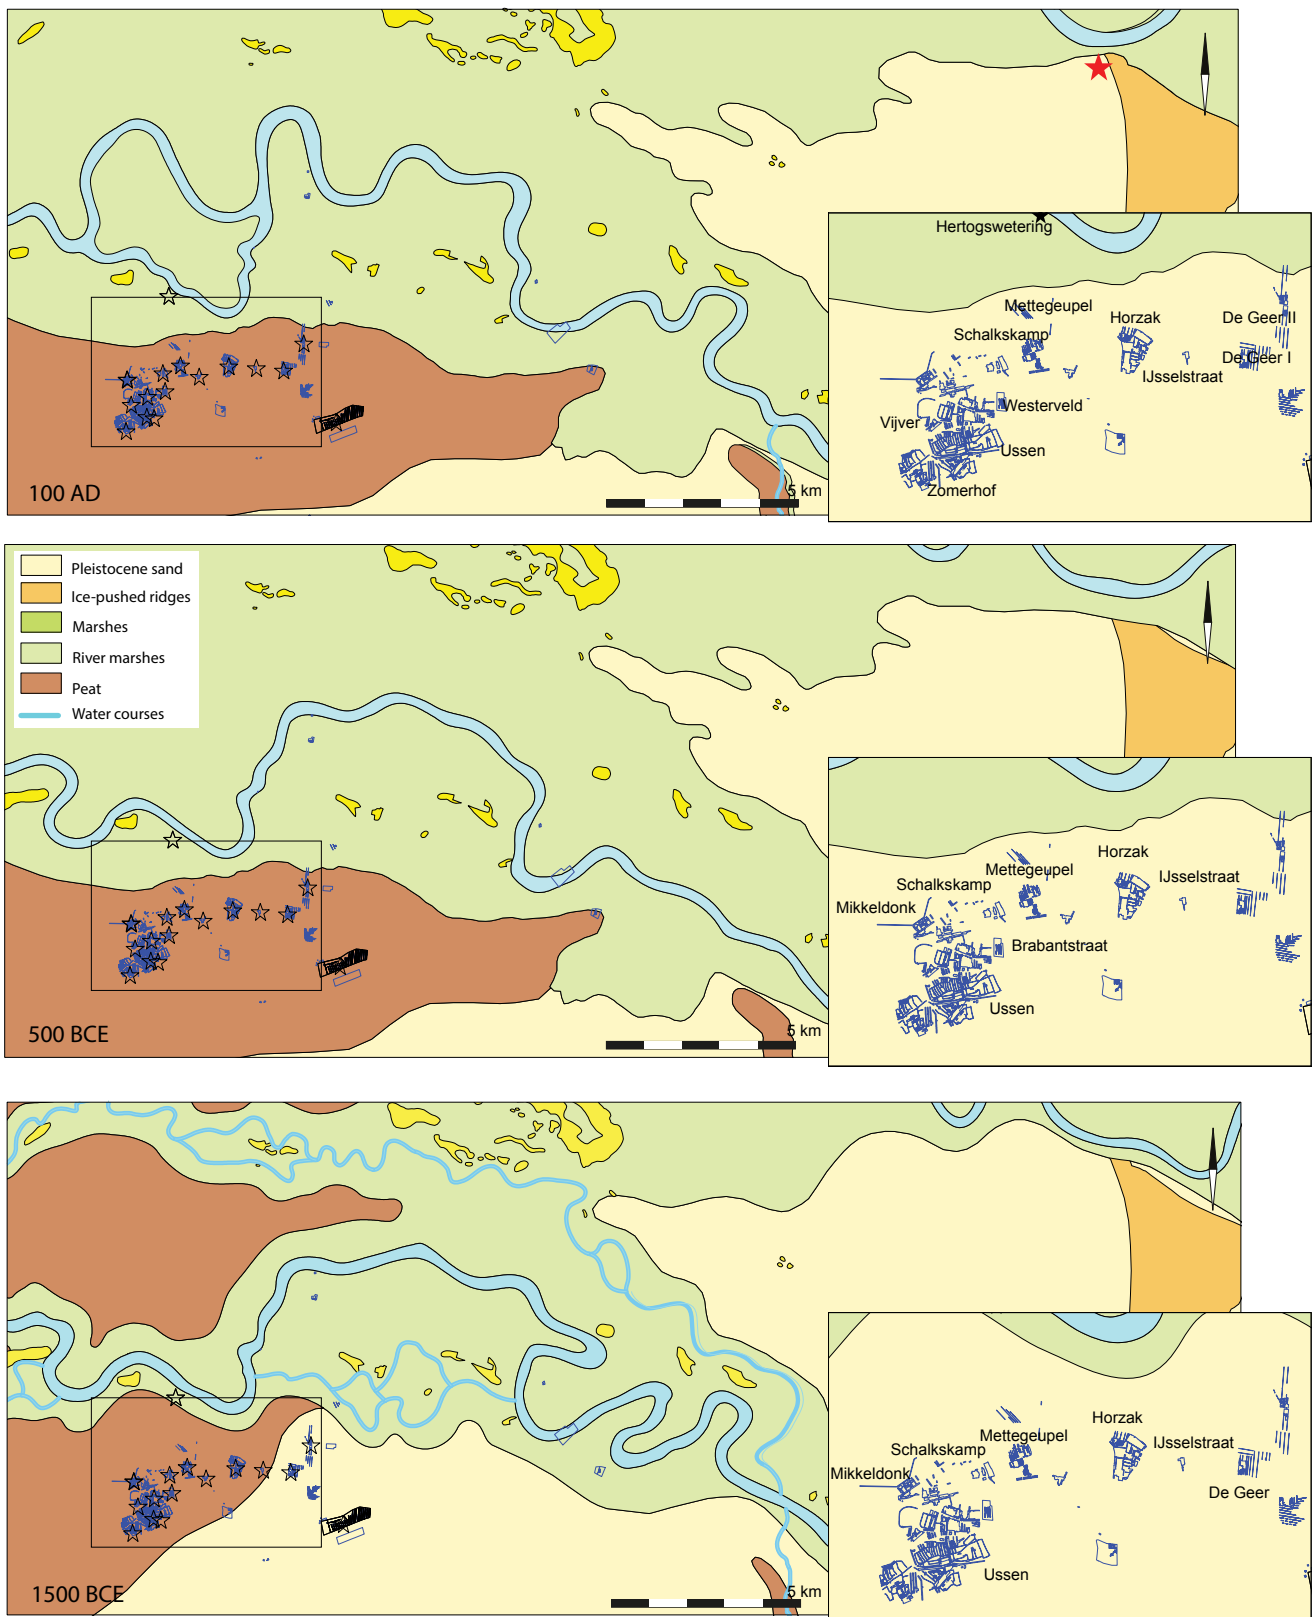 Hertogswetering
Mettegeupel
Horzak
De Geer II
Schalkskamp
De Geer I
IJsselstraat
Westerveld
Vijver
Ussen
Zomerhof
100 AD
5 km
Pleistocene sand
Ice-pushed ridges
Marshes
River marshes
Peat
Water courses
Horzak
Mettegeupel
IJsselstraat
Schalkskamp
Mikkeldonk
Brabantstraat
Ussen
500 BCE
5 km
Horzak
Mettegeupel
IJsselstraat
Schalkskamp
Mikkeldonk
De Geer
Ussen
1500 BCE
5 km